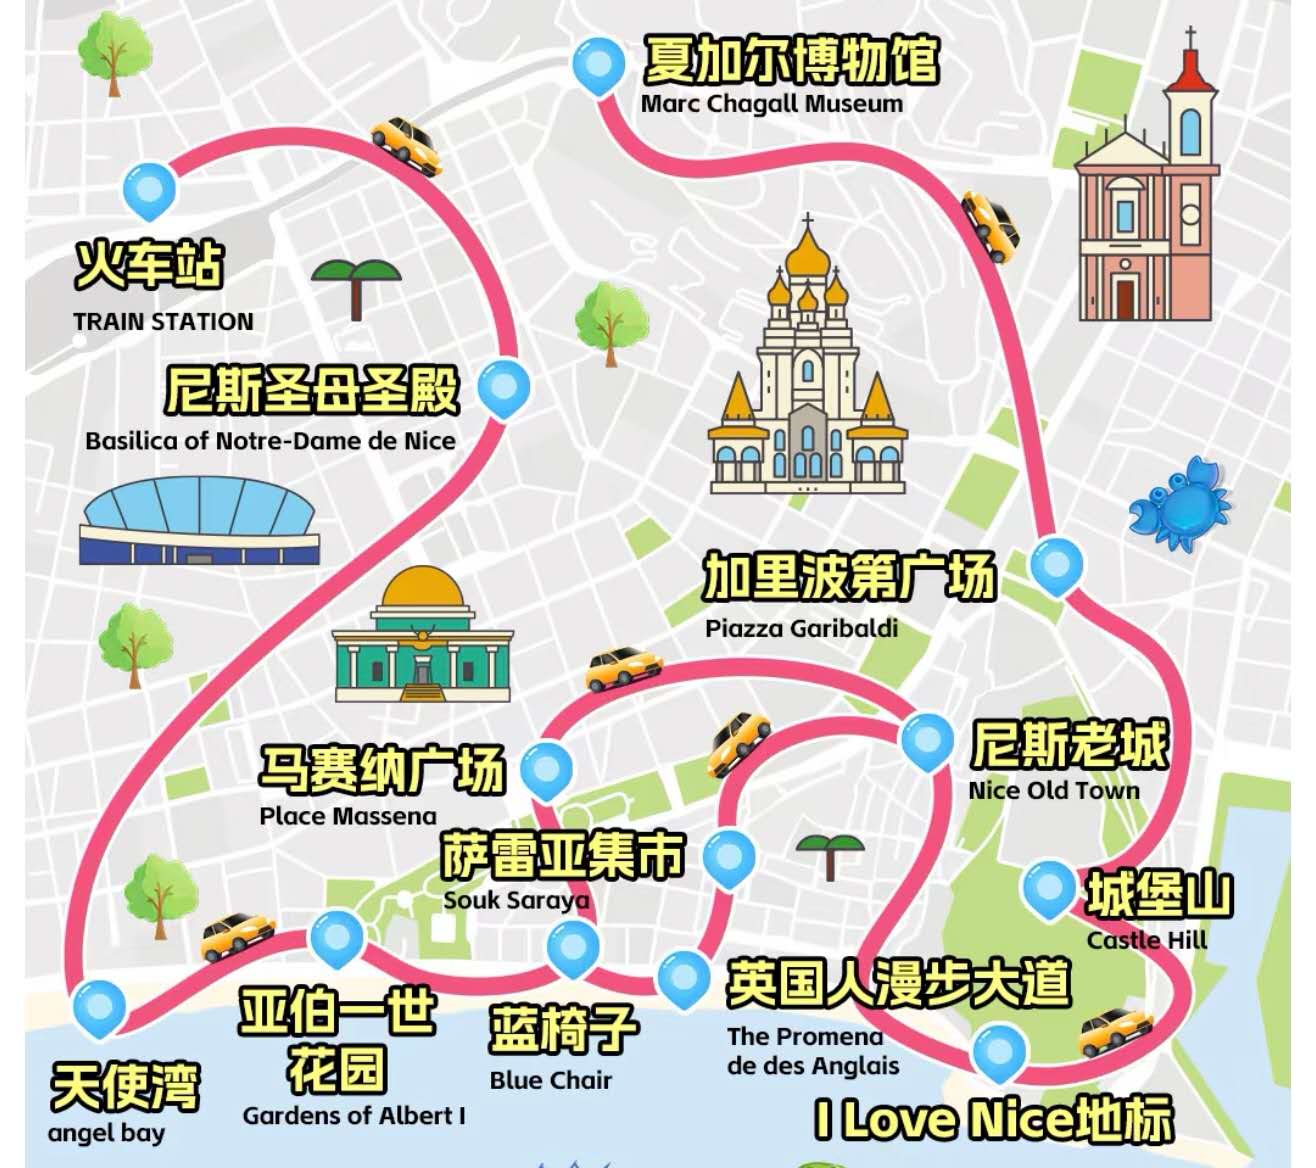 夏加尔博物馆
Marc Chagall Museum
火车站
TRAIN STATION
尼斯圣母圣殿
Basilica of Notre-Dame de Nice
加里波第广场
Piazza Garibaldi
马赛纳广场
Place Massena
尼斯老城
Nice Old Town
萨雷亚集市
Souk Saraya
城堡山
Castle Hill
英国人漫步大道
The Promena
de des Anglais
亚伯一世
花园
Gardens of Albert I
蓝椅子
Blue Chair
天使湾
angel bay
I Love Nice地标